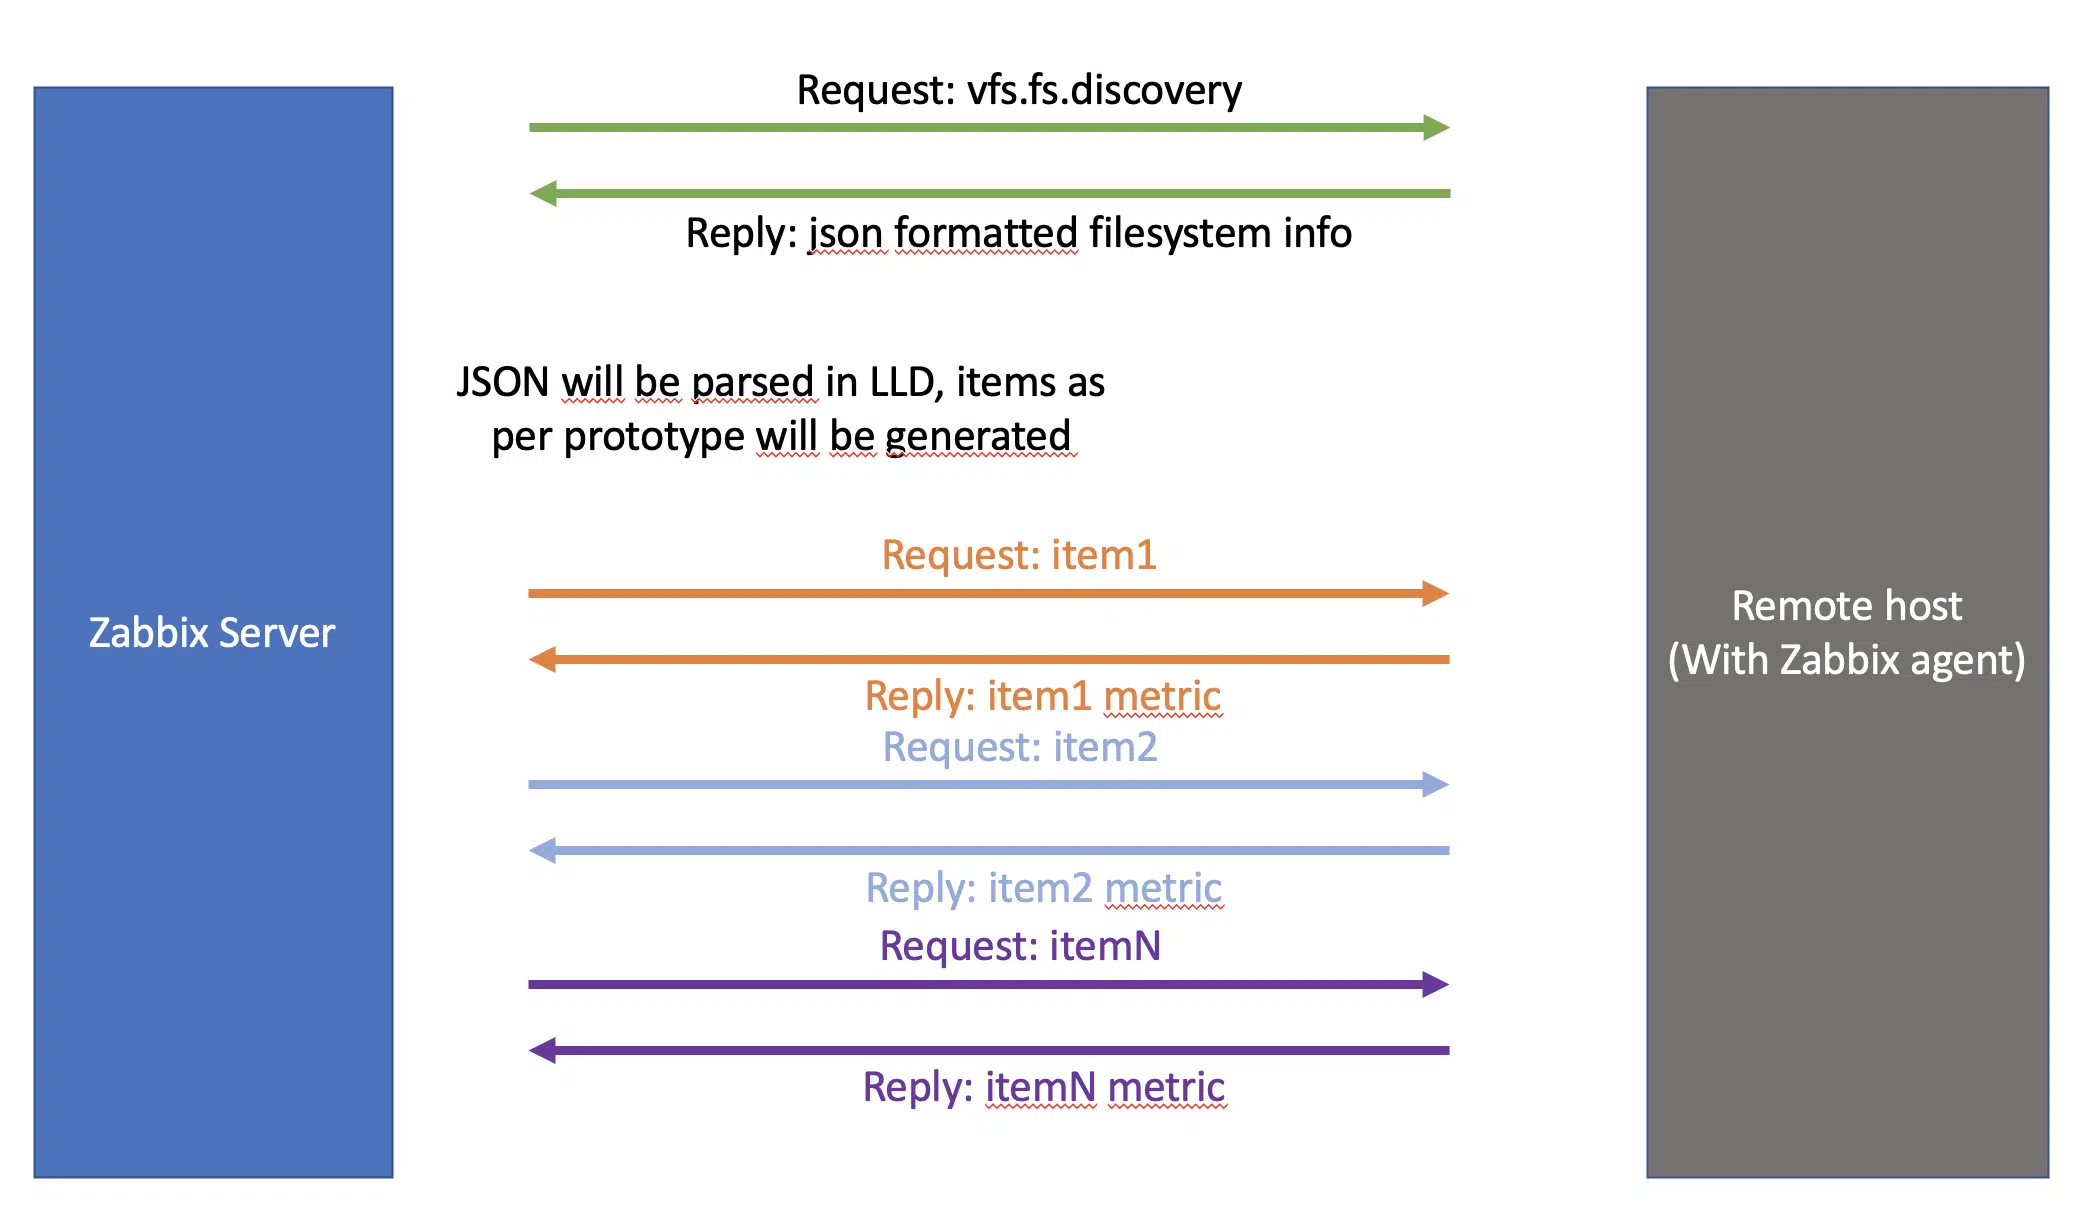 Request: vfs.fs.discovery
Reply: json formatted filesystem info
JSON will be parsed in LLD, items as
per prototype will be generated
Zabbix Server
Request: item1
Reply: item1 metric
Request: item2
Reply: item2 metric
Request: itemN
Reply: itemN metric
Remote host
(With Zabbix agent)